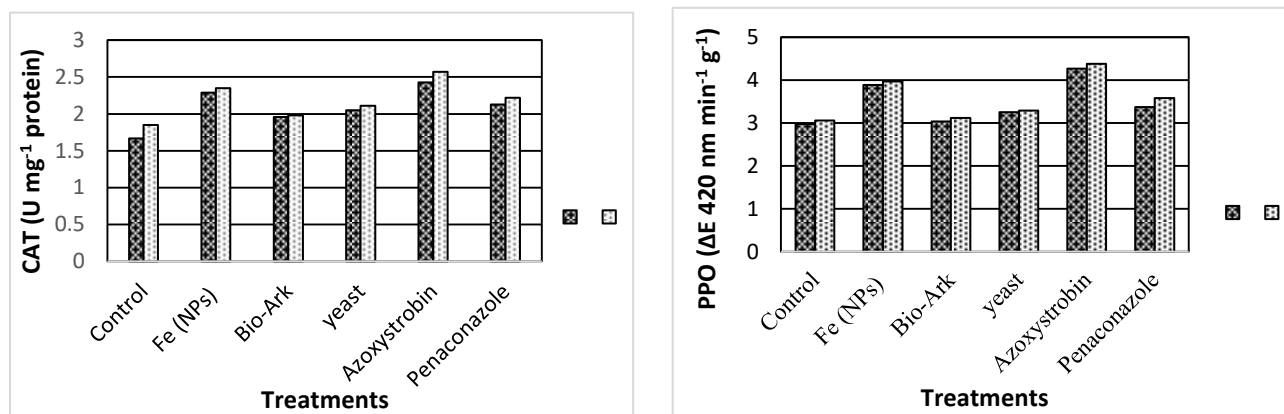 CAT (U mg⁻¹ protein)
3
2.5
2
1.5
1
0.5
0
Control
Fe (NPs)
Bio-Ark
yeast
Azoxystrobin
Penaconazole
Treatments
PPO (ΔE 420 nm min⁻¹ g⁻¹)
5
4
3
2
1
0
Control
Fe (NPs)
Bio-Ark
yeast
Azoxystrobin
Penaconazole
Treatments